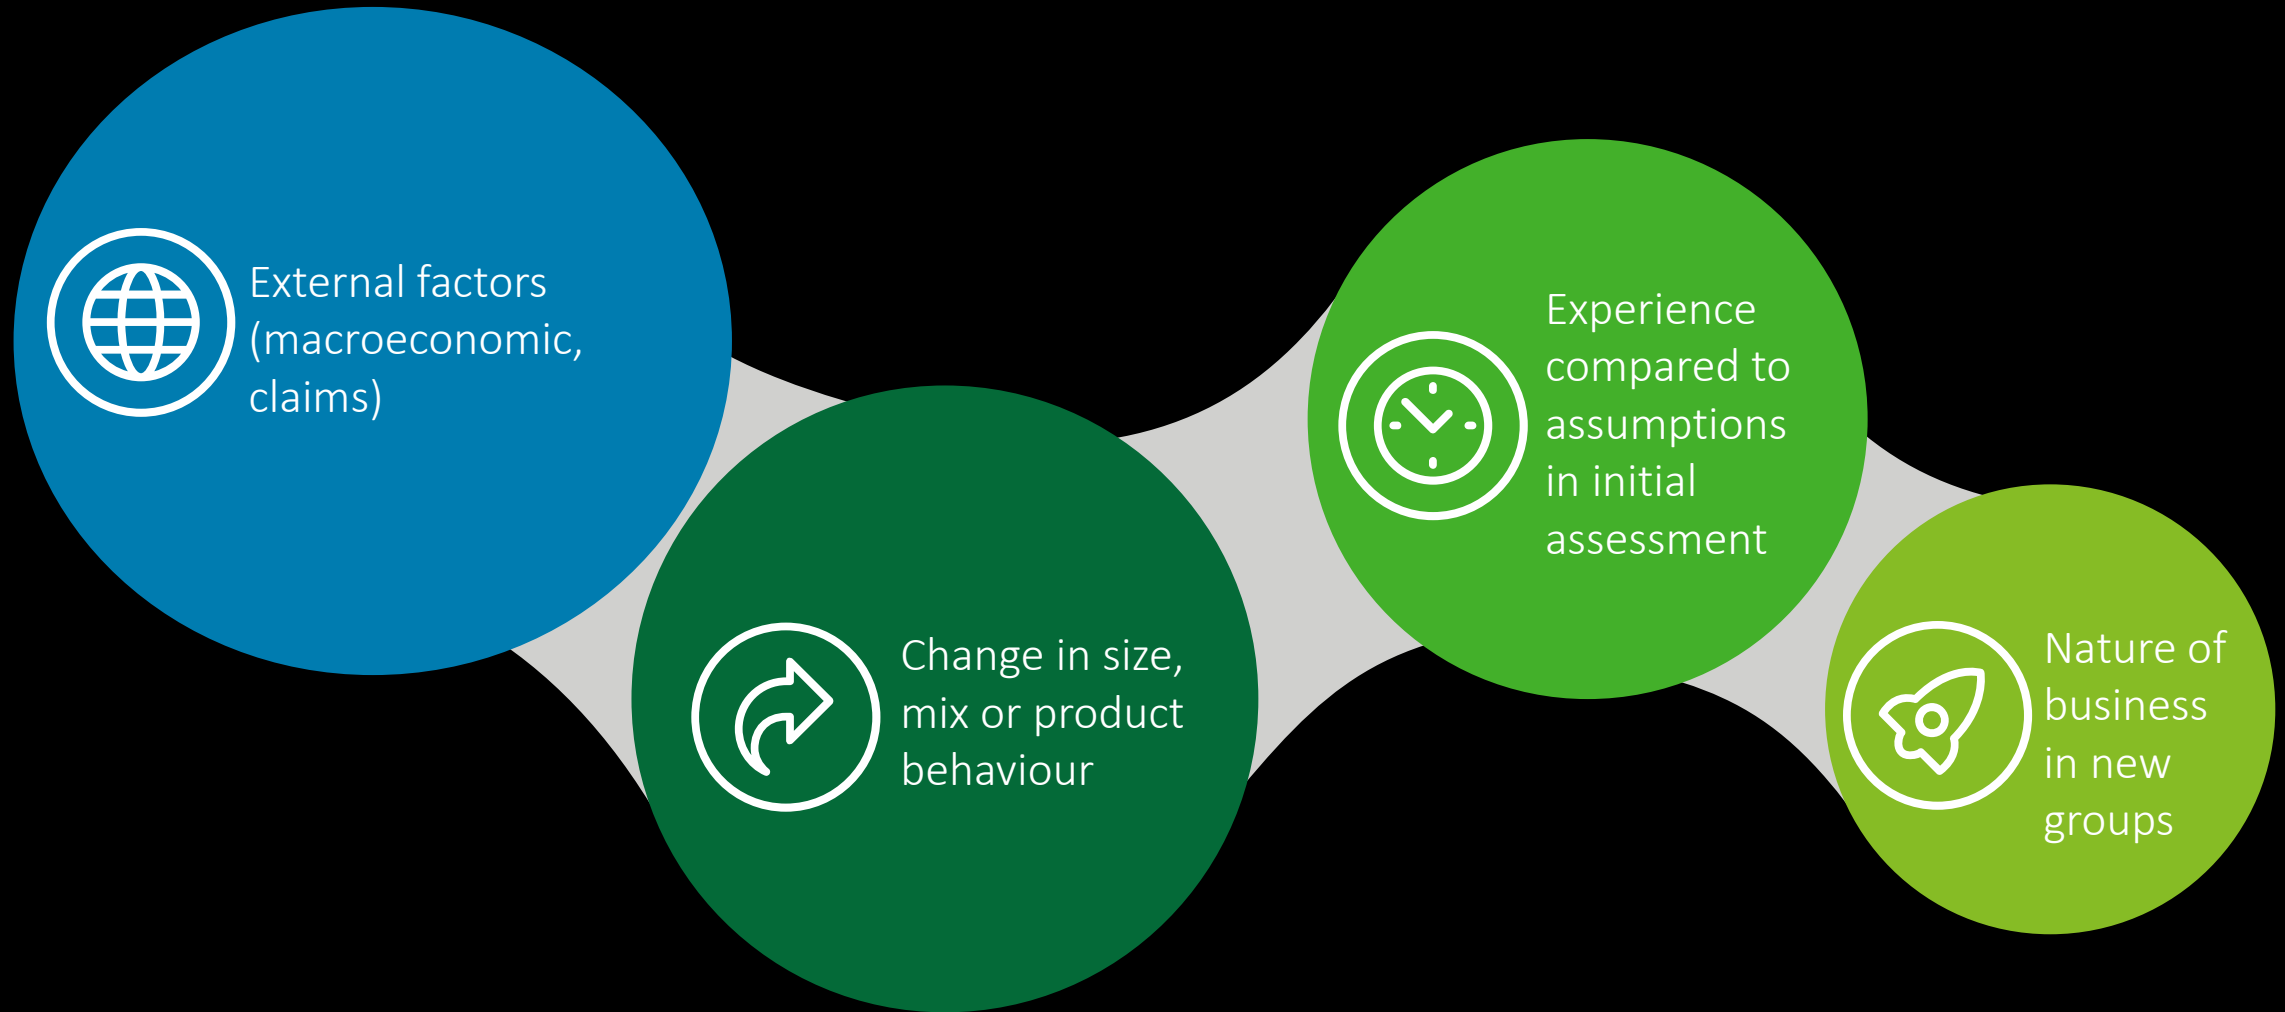 External factors
(macroeconomic,
claims)
Change in size,
mix or product
behaviour
Experience
compared to
assumptions
in initial
assessment
Nature of
business
in new
groups